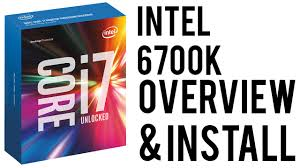 intel
CORE i7
UNLOCKED
INTEL
6700K
OVERVIEW
& INSTALL